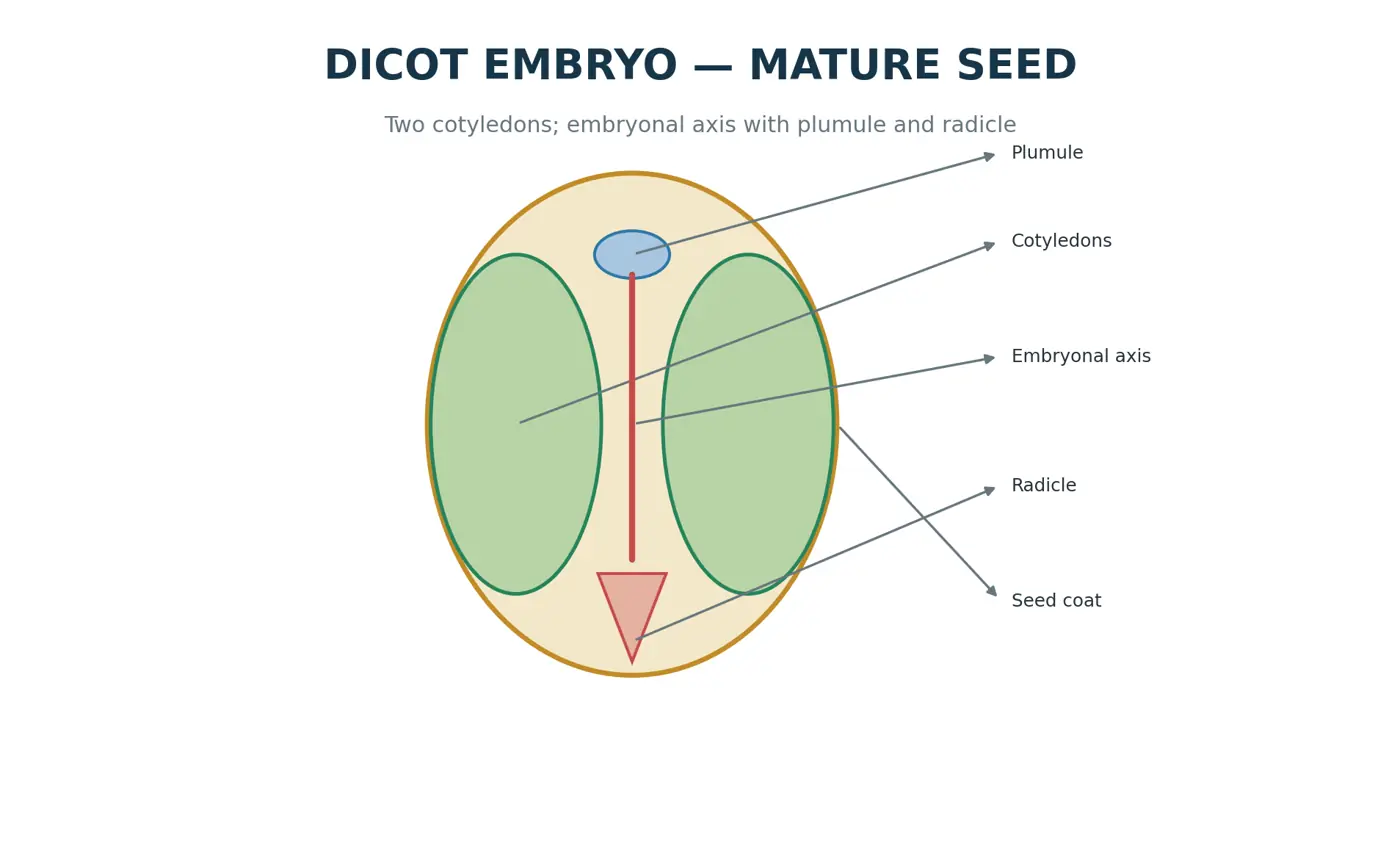 DICOT EMBRYO — MATURE SEED
Two cotyledons; embryonal axis with plumule and radicle
Plumule
Cotyledons
Embryonal axis
Radicle
Seed coat